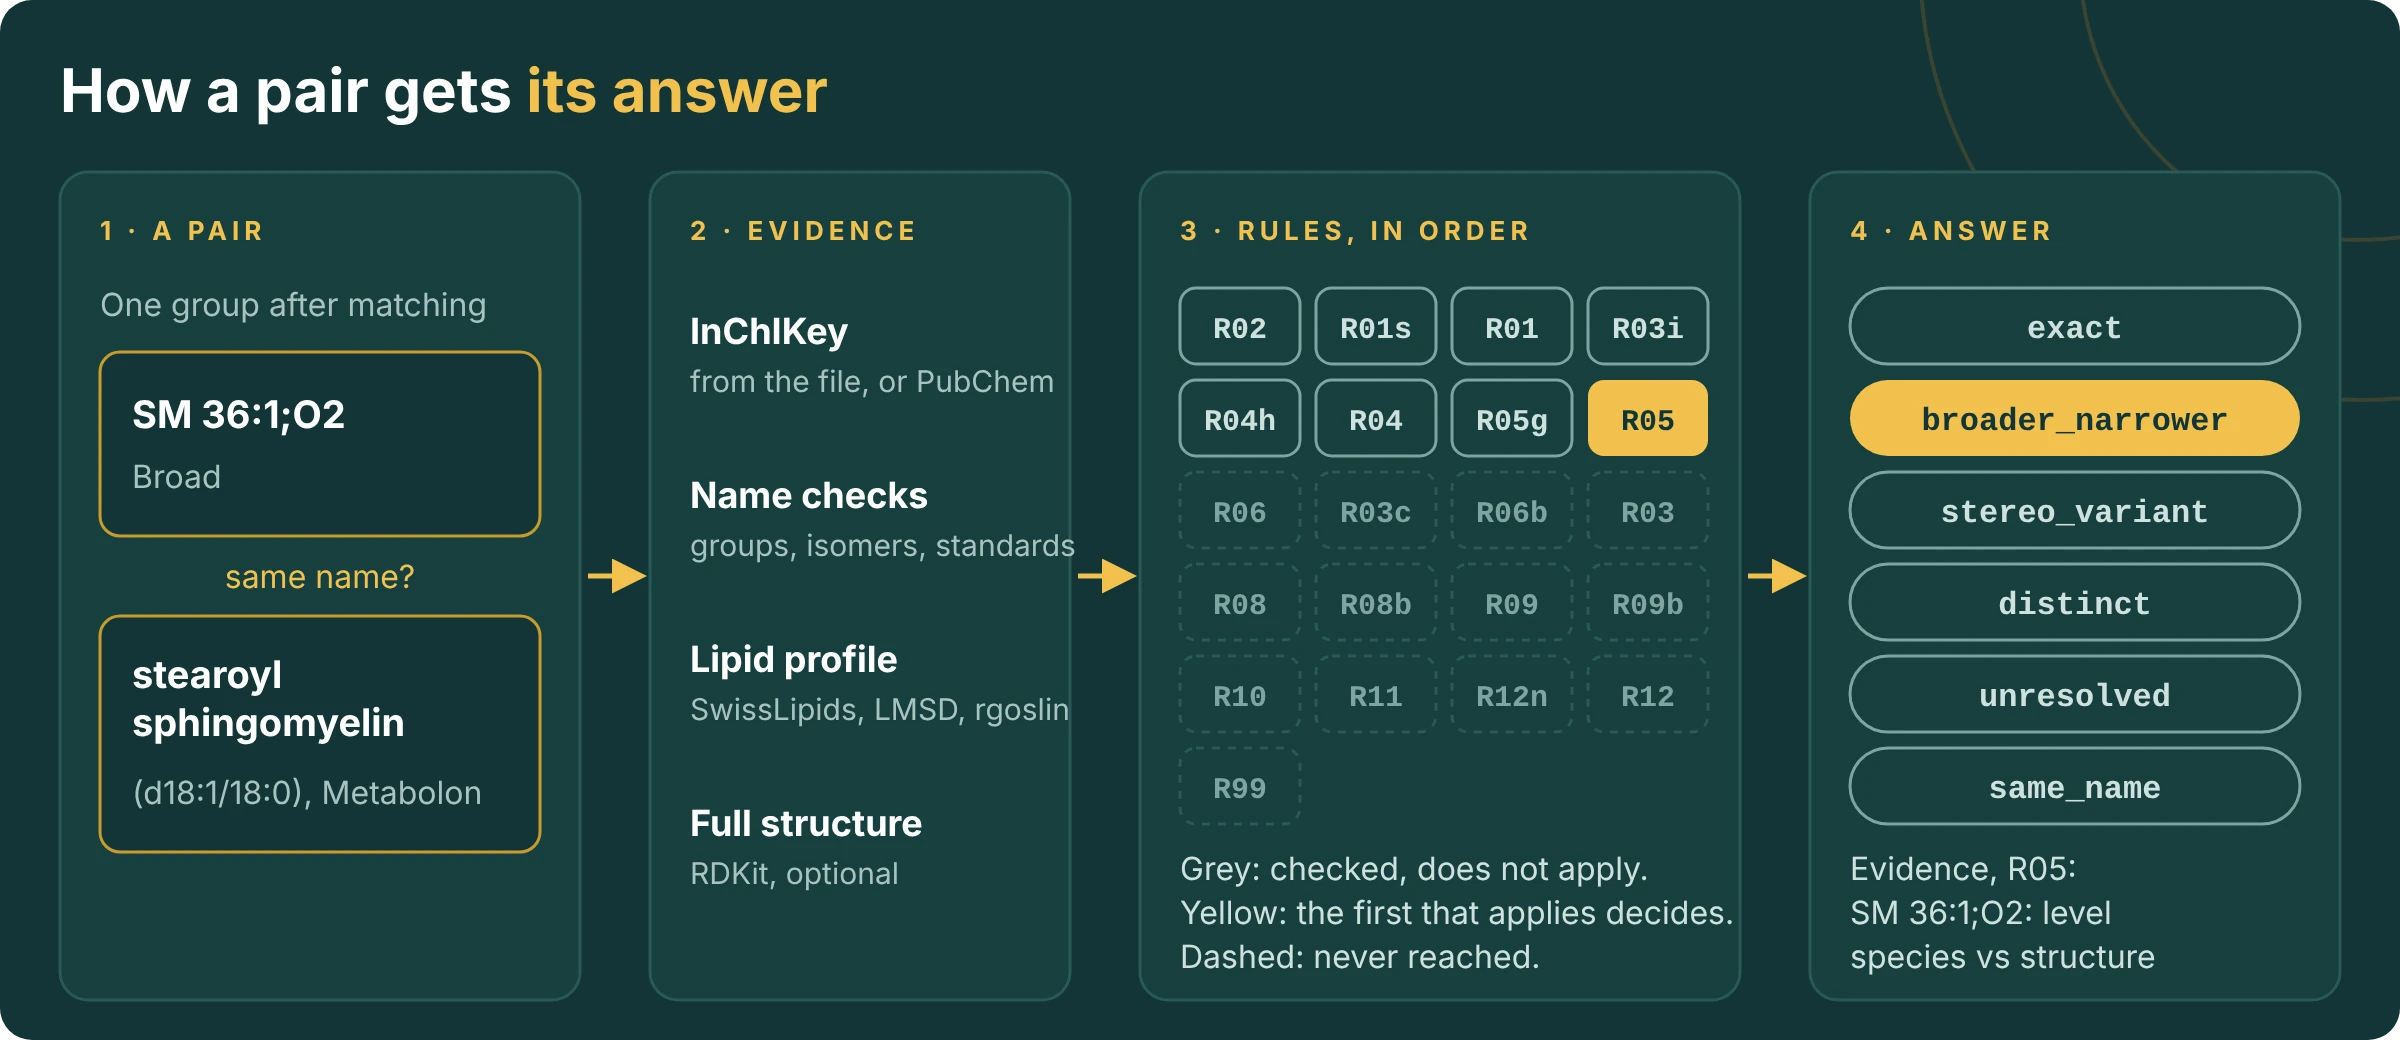 How a pair gets its answer
1 · A PAIR
One group after matching
SM 36:1;O2
Broad
same name?
stearoyl
sphingomyelin
(d18:1/18:0), Metabolon
2 · EVIDENCE
InChIKey
from the file, or PubChem
Name checks
groups, isomers, standards
Lipid profile
SwissLipids, LMSD, rgoslin
Full structure
RDKit, optional
3 · RULES, IN ORDER
R02 R01s R01 R03i
R04h R04 R05g R05
R06 R03c R06b R03
R08 R08b R09 R09b
R10 R11 R12n R12
R99
Grey: checked, does not apply.
Yellow: the first that applies decides.
Dashed: never reached.
4 · ANSWER
exact
broader_narrower
stereo_variant
distinct
unresolved
same_name
Evidence, R05:
SM 36:1;O2: level
species vs structure